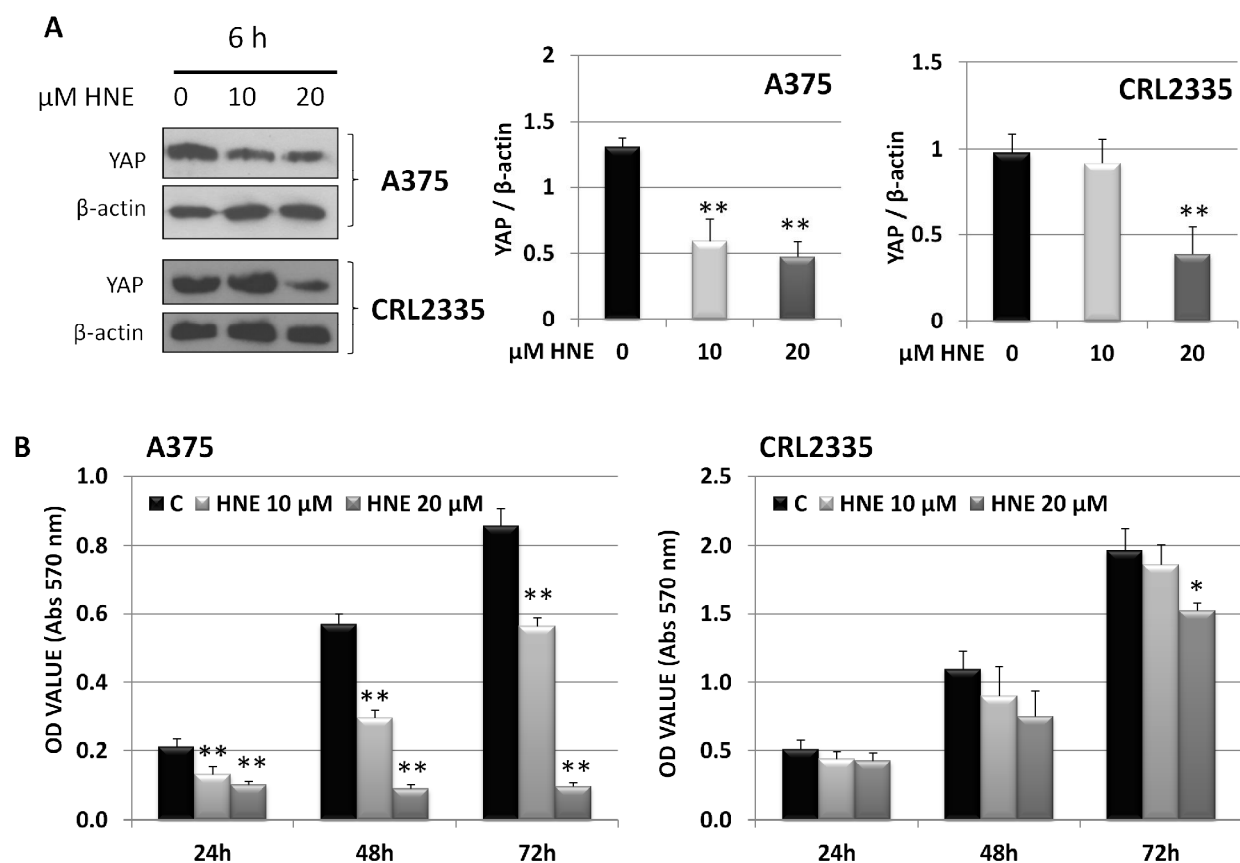 A
6 h
μM HNE 0 10 20
YAP
β-actin
A375
YAP
β-actin
CRL2335
A375
YAP / β-actin
2
1.5
1
0.5
0
**
**
μM HNE 0 10 20
CRL2335
YAP / β-actin
1.5
1
0.5
0
**
μM HNE 0 10 20
B
A375
OD VALUE (Abs 570 nm)
1.0
0.8
0.6
0.4
0.2
0.0
C HNE 10 μM HNE 20 μM
** **
** **
** **
24h 48h 72h
CRL2335
OD VALUE (Abs 570 nm)
2.5
2.0
1.5
1.0
0.5
0.0
C HNE 10 μM HNE 20 μM
*
24h 48h 72h